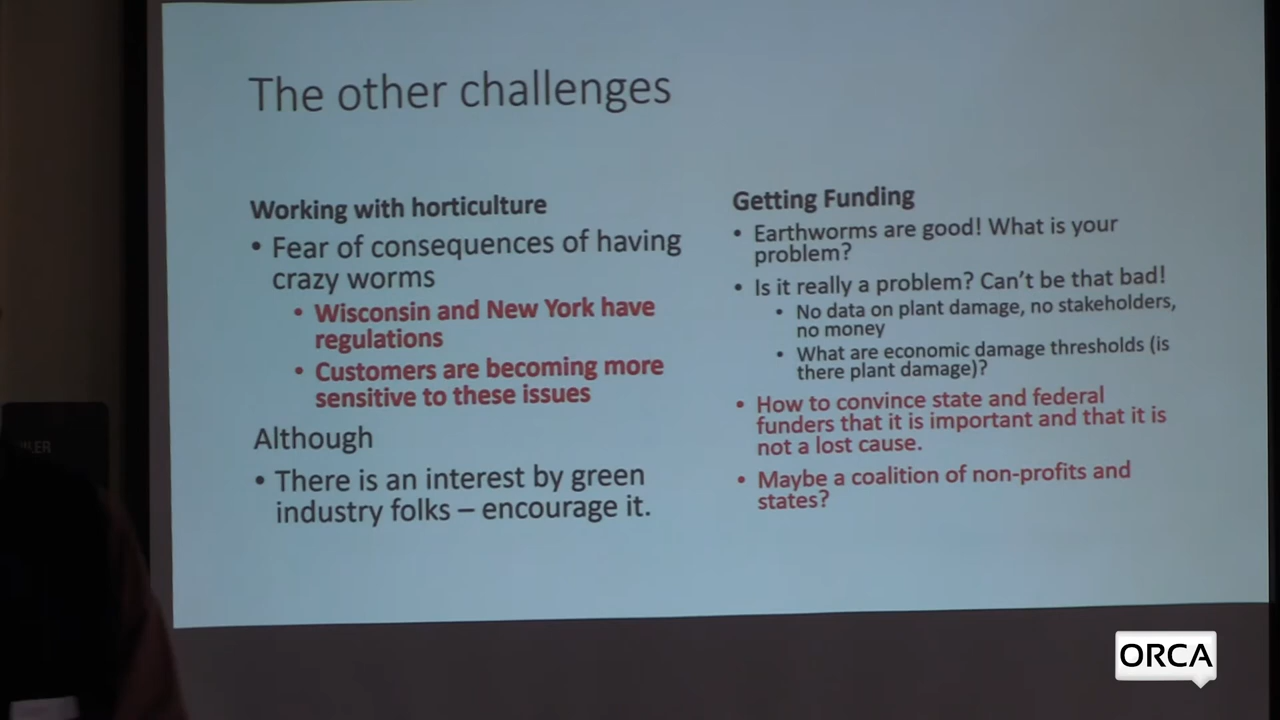 The other challenges
Working with horticulture
• Fear of consequences of having
crazy worms
• Wisconsin and New York have
regulations
• Customers are becoming more
sensitive to these issues
Although
• There is an interest by green
industry folks – encourage it.
Getting Funding
• Earthworms are good! What is your
problem?
• Is it really a problem? Can't be that bad!
• No data on plant damage, no stakeholders,
no money
• What are economic damage thresholds (is
there plant damage)?
• How to convince state and federal
funders that it is important and that it is
not a lost cause.
• Maybe a coalition of non-profits and
states?
ORCA